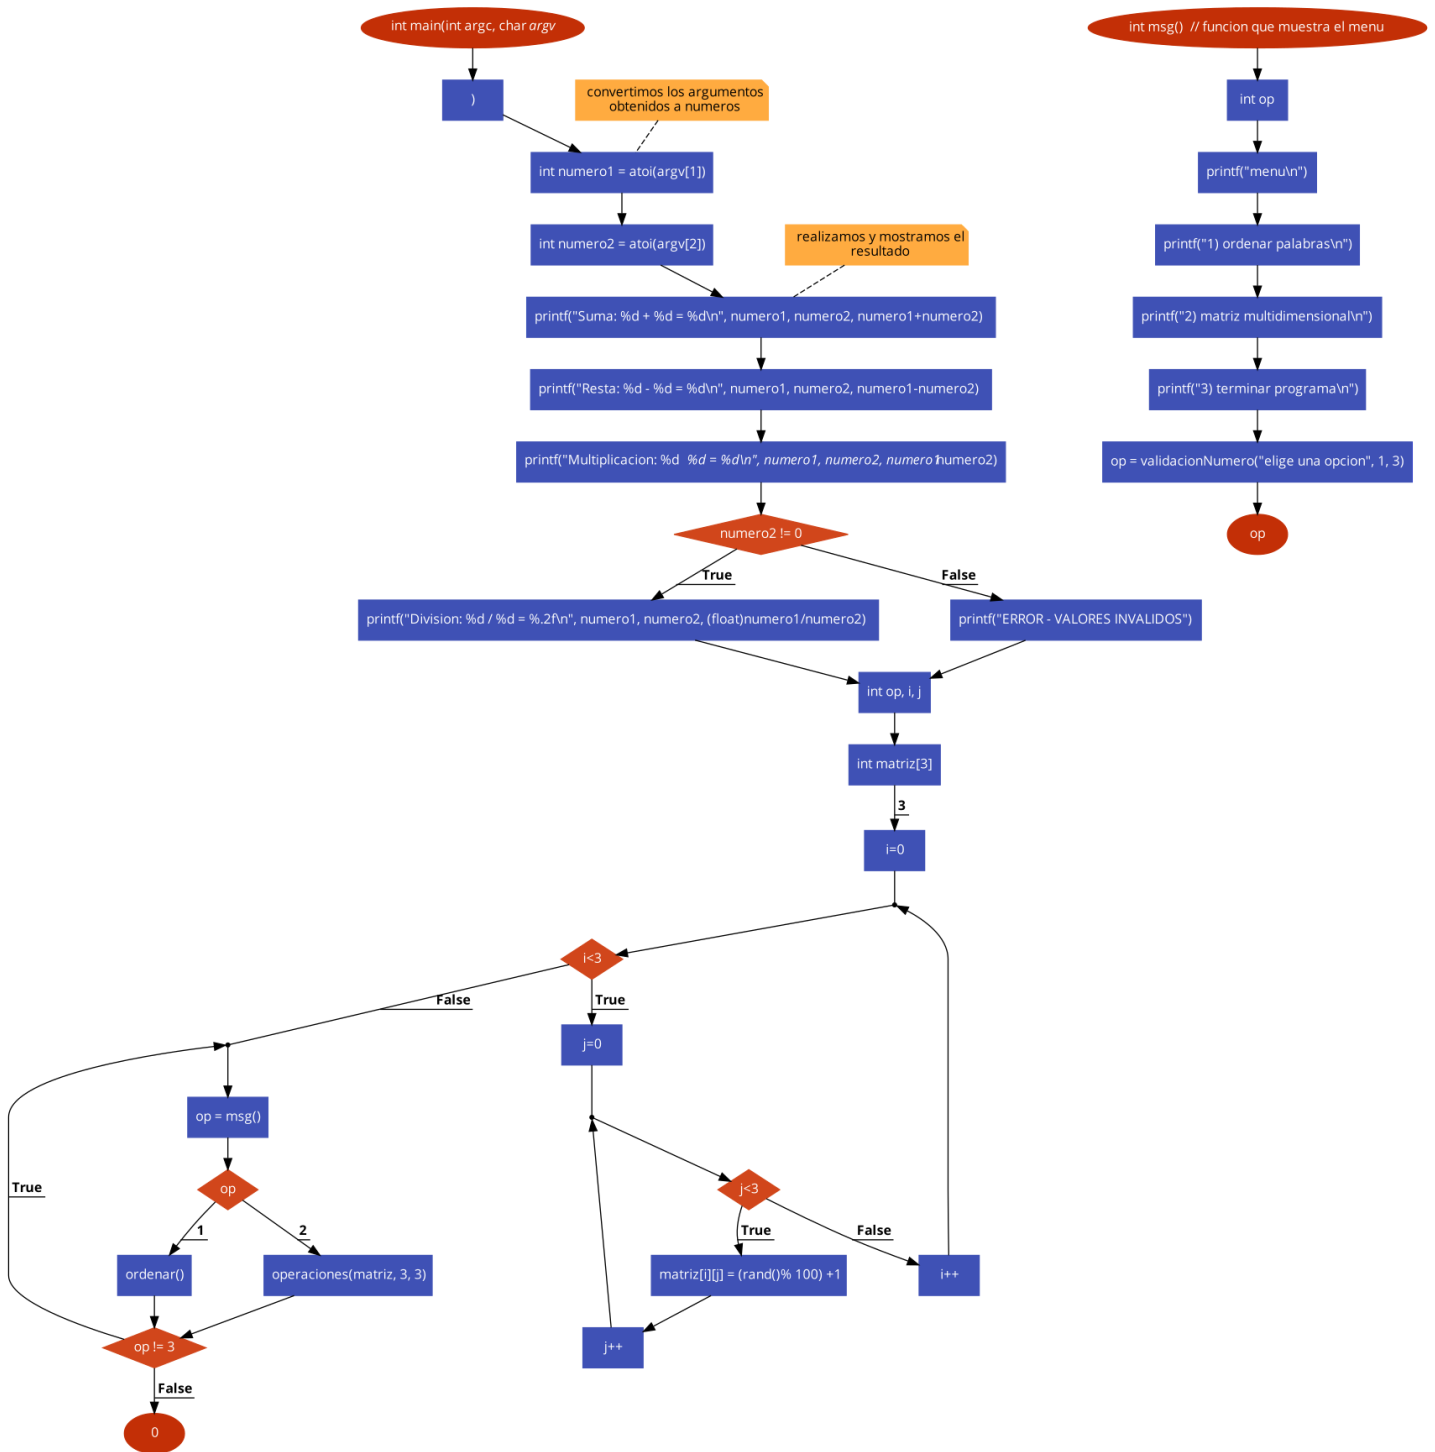 int main(int argc, char argv
)
convertimos los argumentos
obtenidos a numeros
int numero1 = atoi(argv[1])
int numero2 = atoi(argv[2])
realizamos y mostramos el
resultado
printf("Suma: %d + %d = %d\n", numero1, numero2, numero1+numero2)
printf("Resta: %d - %d = %d\n", numero1, numero2, numero1-numero2)
printf("Multiplicacion: %d %d = %d\n", numero1, numero2, numero1numero2)
numero2 != 0
True
False
printf("Division: %d / %d = %.2f\n", numero1, numero2, (float)numero1/numero2)
printf("ERROR - VALORES INVALIDOS")
int op, i, j
int matriz[3]
3
i=0
i<3
False
True
j=0
op = msg()
True
op
j<3
1
2
True
False
ordenar()
operaciones(matriz, 3, 3)
matriz[i][j] = (rand()% 100) +1
i++
op != 3
j++
False
0
int msg() // funcion que muestra el menu
int op
printf("menu\n")
printf("1) ordenar palabras\n")
printf("2) matriz multidimensional\n")
printf("3) terminar programa\n")
op = validacionNumero("elige una opcion", 1, 3)
op